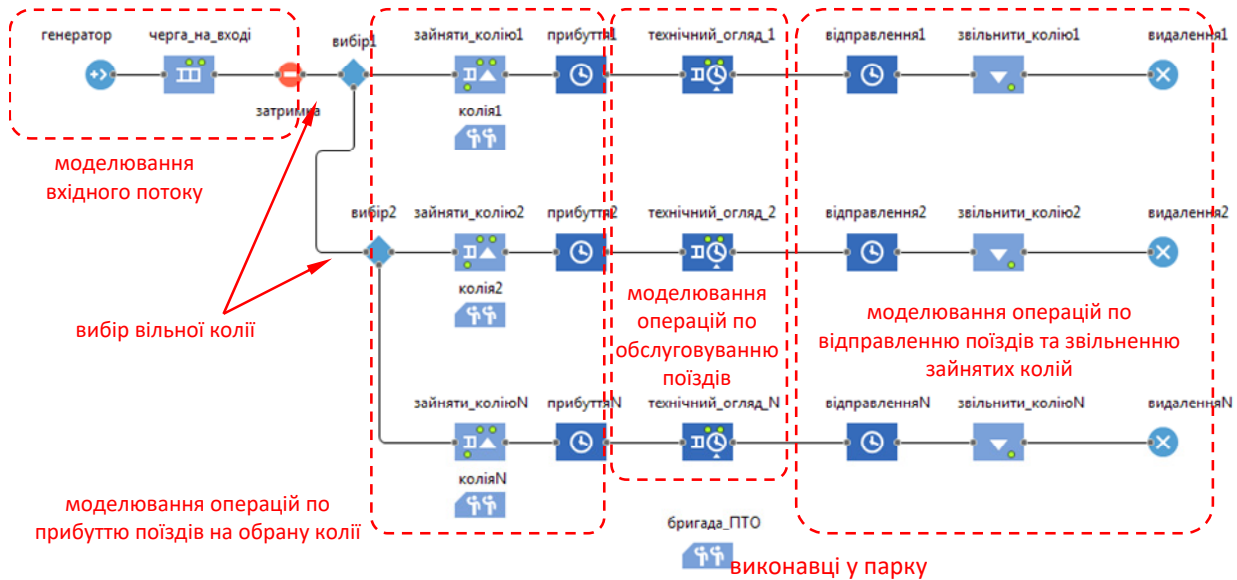 генератор
черга_на_вході
затримка
вибір1
зайняти_колію1
прибуття1
технічний_огляд_1
відправлення1
звільнити_колію1
видалення1
колія1
моделювання
вхідного потоку
вибір2
зайняти_колію2
прибуття2
технічний_огляд_2
відправлення2
звільнити_колію2
видалення2
колія2
вибір вільної колії
моделювання
операцій по
обслуговуванню
поїздів
моделювання операцій по
відправленню поїздів та звільненню
зайнятих колій
зайняти_коліюN
прибуттяN
технічний_огляд_N
відправленняN
звільнити_коліюN
видаленняN
коліяN
моделювання операцій по
прибуттю поїздів на обрану колії
бригада_ПТО
виконавці у парку